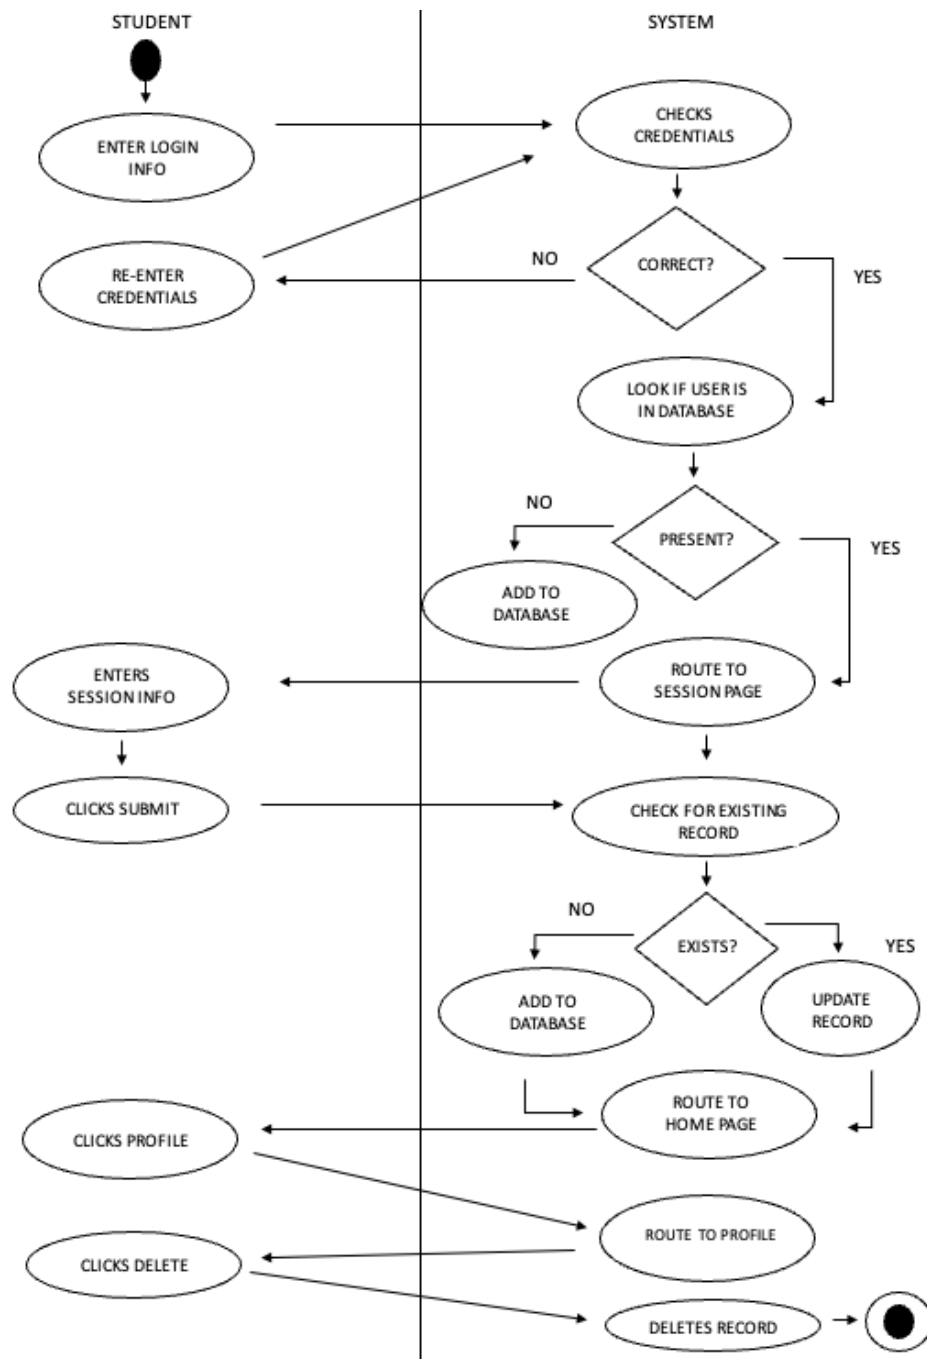 STUDENT
SYSTEM
ENTER LOGIN
INFO
CHECKS
CREDENTIALS
RE-ENTER
CREDENTIALS
NO
CORRECT?
YES
LOOK IF USER IS
IN DATABASE
NO
PRESENT?
YES
ADD TO
DATABASE
ENTERS
SESSION INFO
ROUTE TO
SESSION PAGE
CLICKS SUBMIT
CHECK FOR EXISTING
RECORD
NO
EXISTS?
YES
ADD TO
DATABASE
UPDATE
RECORD
CLICKS PROFILE
ROUTE TO
HOME PAGE
ROUTE TO PROFILE
CLICKS DELETE
DELETES RECORD